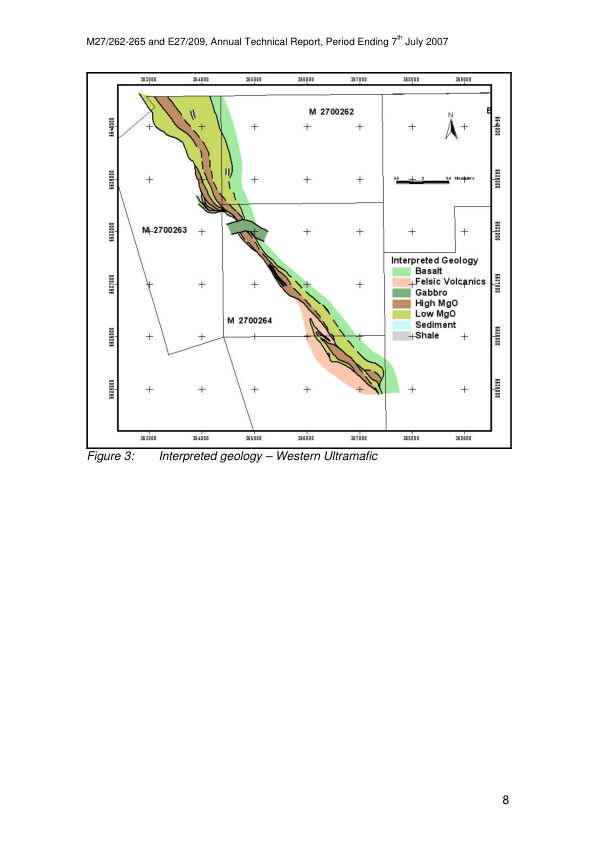 M27/262-265 and E27/209, Annual Technical Report, Period Ending 7th July 2007
363000 364000 365000 366000 367000 368000 369000
M 2700262
E
N
M 2700263
Interpreted Geology
Basalt
Felsic Volcanics
Gabbro
High MgO
Low MgO
Sediment
Shale
M 2700264
363000 364000 365000 366000 367000 368000 369000
Figure 3: Interpreted geology – Western Ultramafic
8